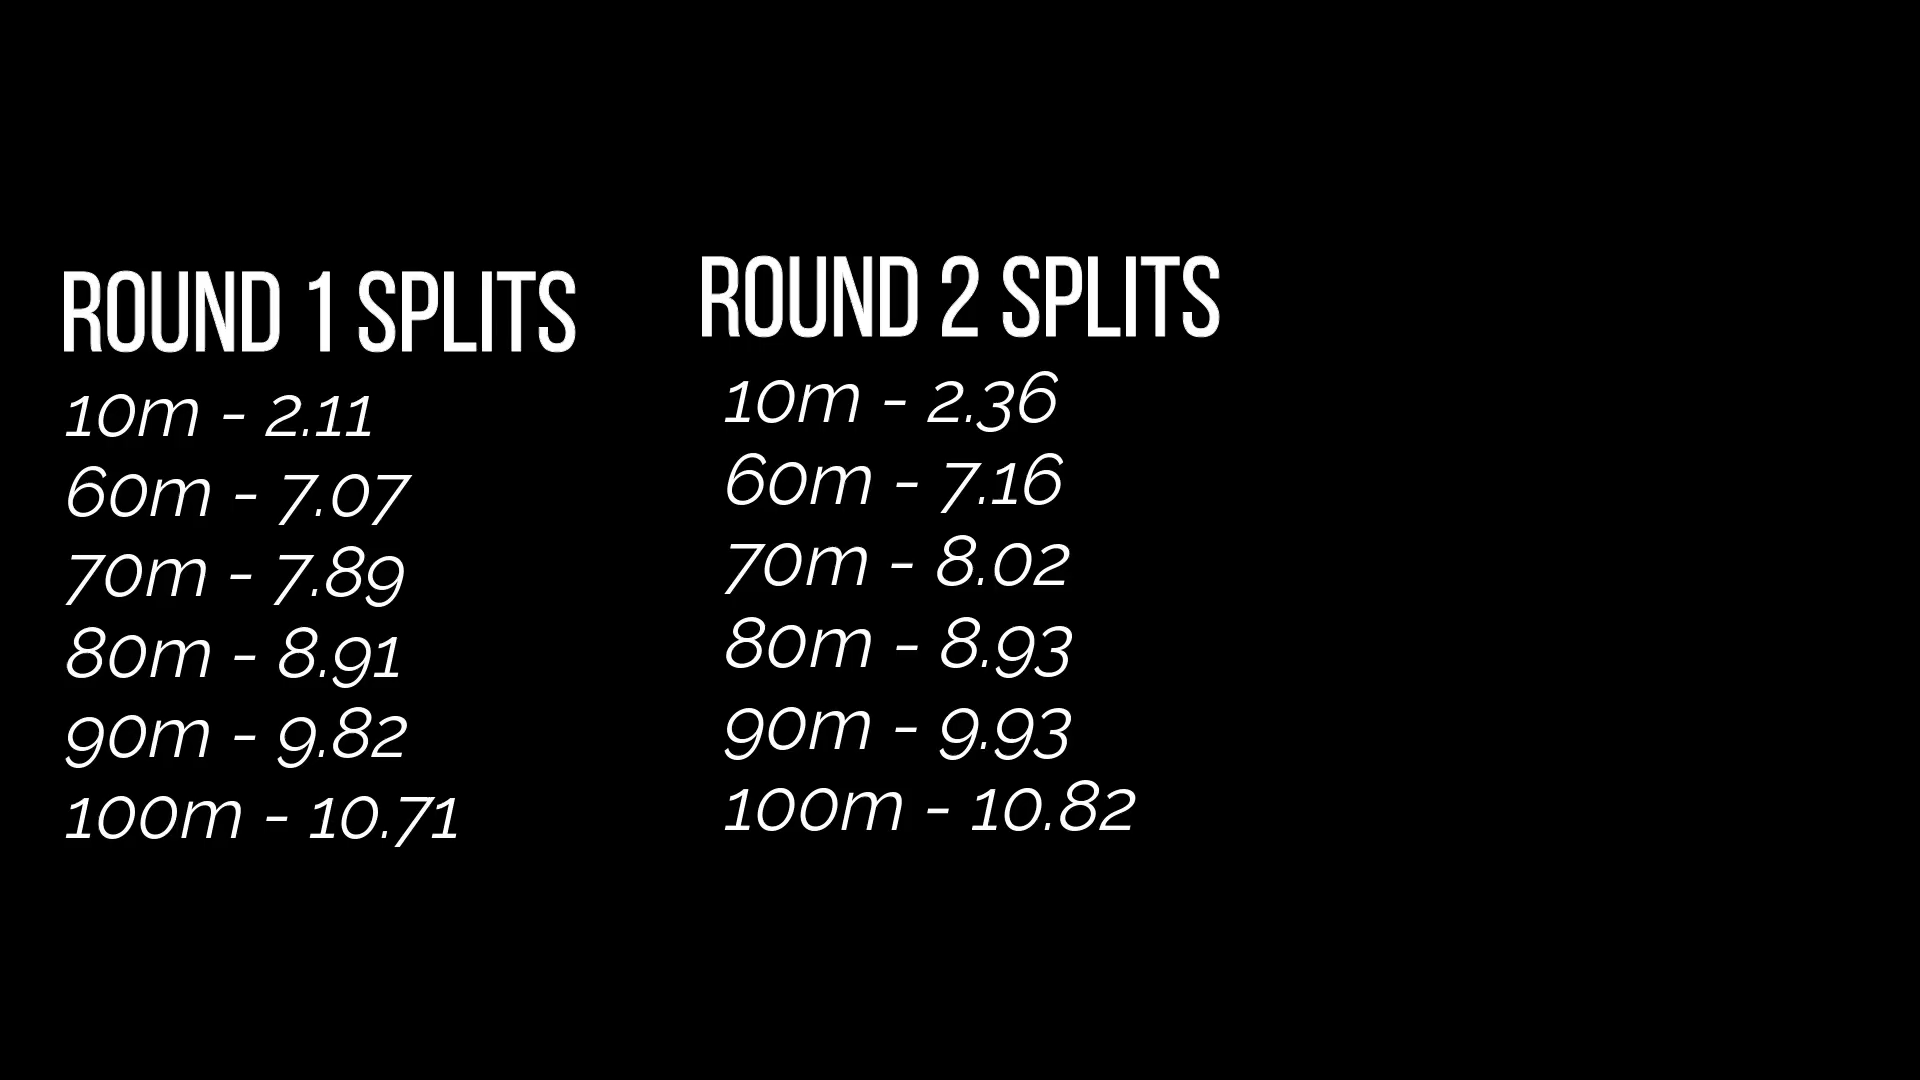 ROUND 1 SPLITS
10m - 2.11
60m - 7.07
70m - 7.89
80m - 8.91
90m - 9.82
100m - 10.71
ROUND 2 SPLITS
10m - 2.36
60m - 7.16
70m - 8.02
80m - 8.93
90m - 9.93
100m - 10.82